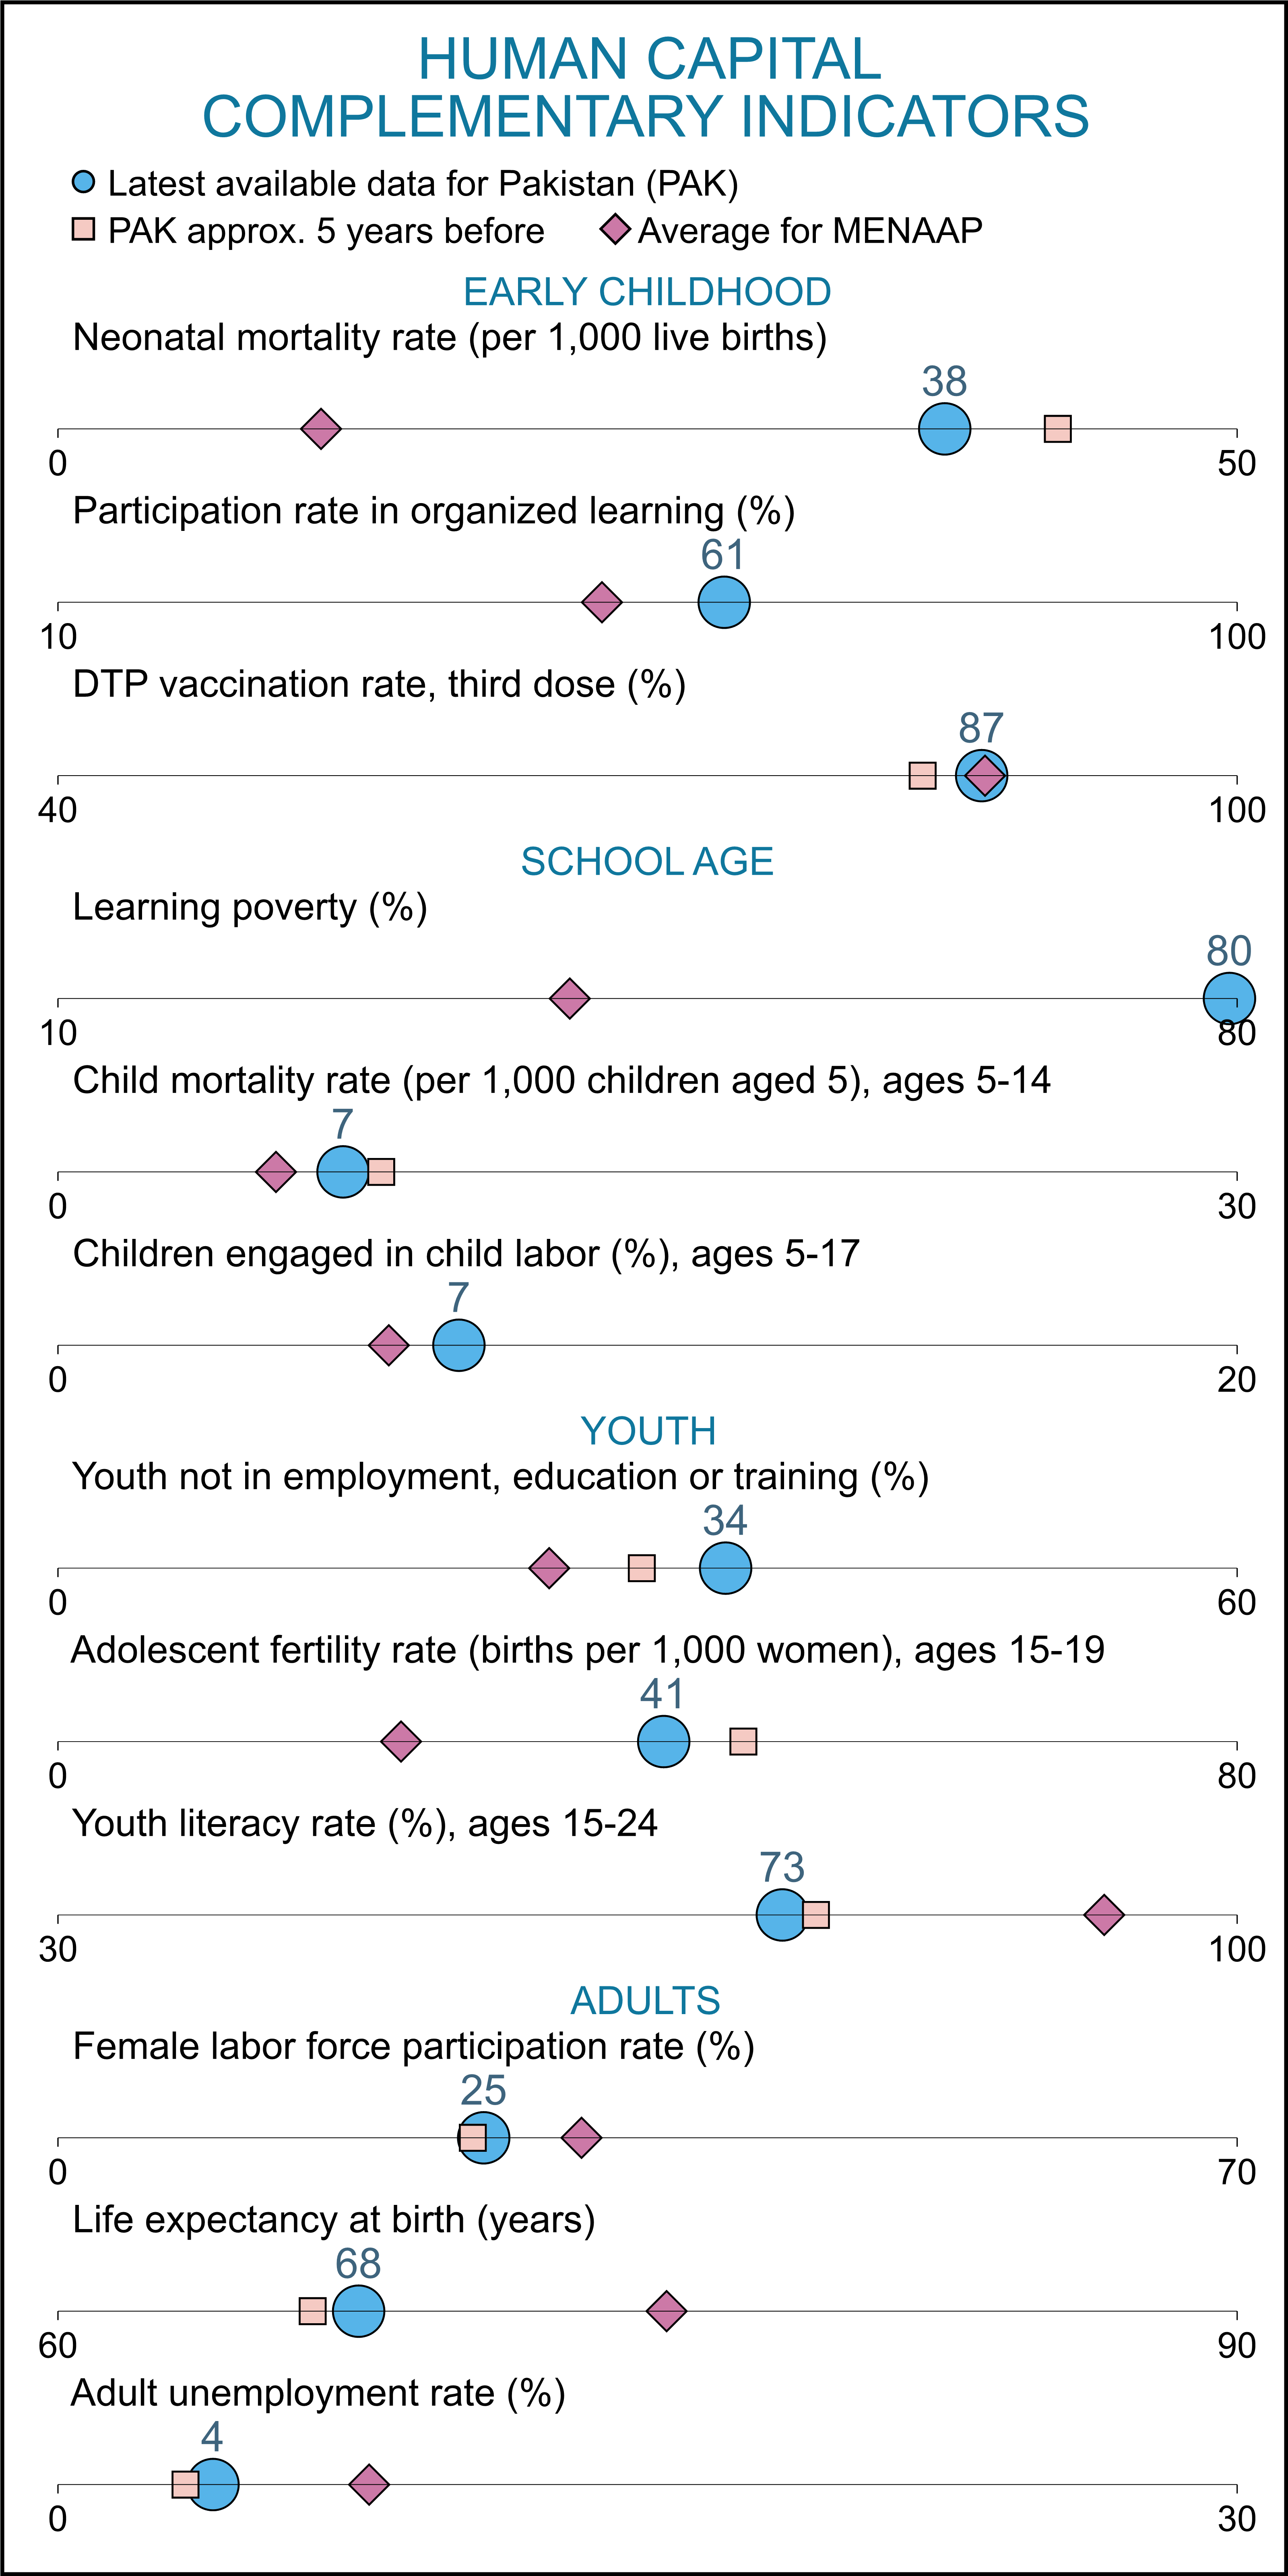 HUMAN CAPITAL
COMPLEMENTARY INDICATORS
Latest available data for Pakistan (PAK)
PAK approx. 5 years before Average for MENAAP
EARLY CHILDHOOD
Neonatal mortality rate (per 1,000 live births)
38
0 50
Participation rate in organized learning (%)
61
10 100
DTP vaccination rate, third dose (%)
87
40 100
SCHOOL AGE
Learning poverty (%)
80
10 80
Child mortality rate (per 1,000 children aged 5), ages 5-14
7
0 30
Children engaged in child labor (%), ages 5-17
7
0 20
YOUTH
Youth not in employment, education or training (%)
34
0 60
Adolescent fertility rate (births per 1,000 women), ages 15-19
41
0 80
Youth literacy rate (%), ages 15-24
73
30 100
ADULTS
Female labor force participation rate (%)
25
0 70
Life expectancy at birth (years)
68
60 90
Adult unemployment rate (%)
4
0 30